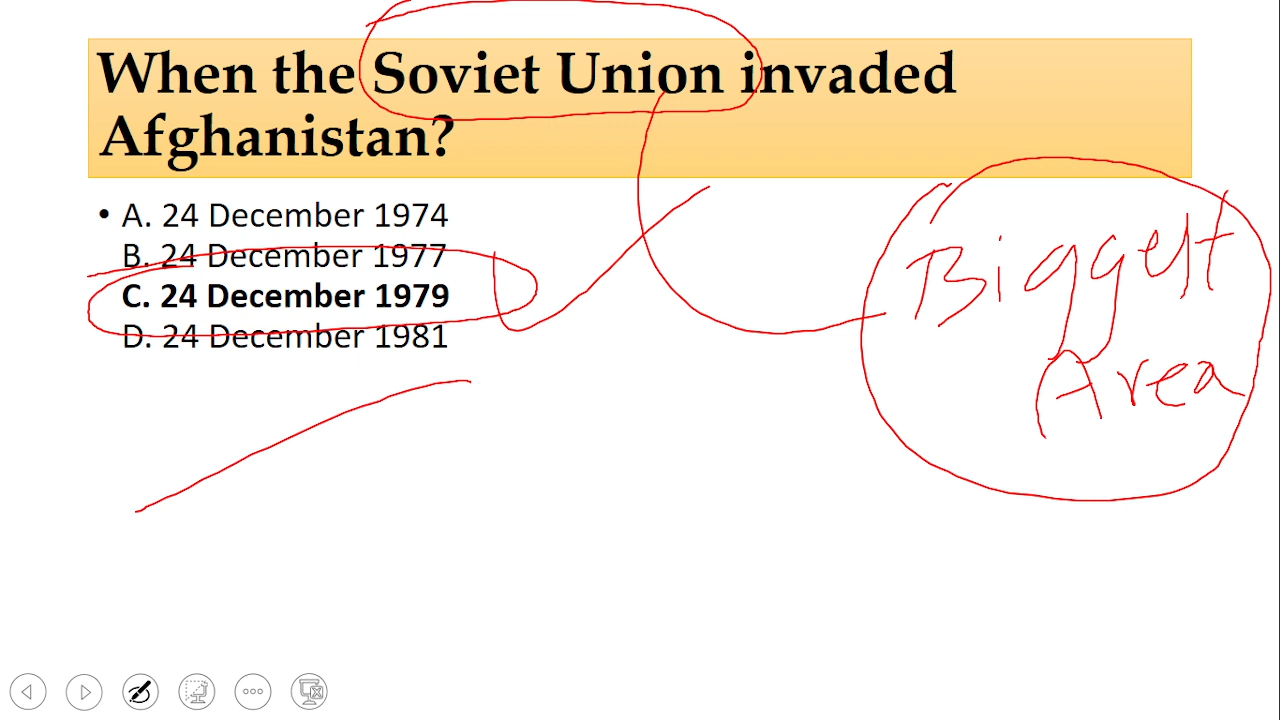 When the Soviet Union invaded
Afghanistan?
• A. 24 December 1974
B. 24 December 1977
C. 24 December 1979
D. 24 December 1981
Biggest
Area